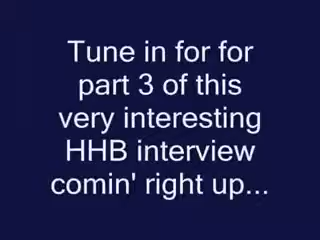 Tune in for for
part 3 of this
very interesting
HHB interview
comin' right up...